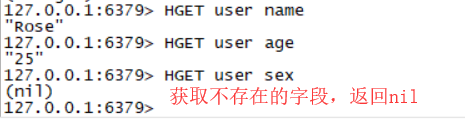 127.0.0.1:6379> HGET user name
"Rose"
127.0.0.1:6379> HGET user age
"25"
127.0.0.1:6379> HGET user sex
(nil)
127.0.0.1:6379> 获取不存在的字段，返回nil